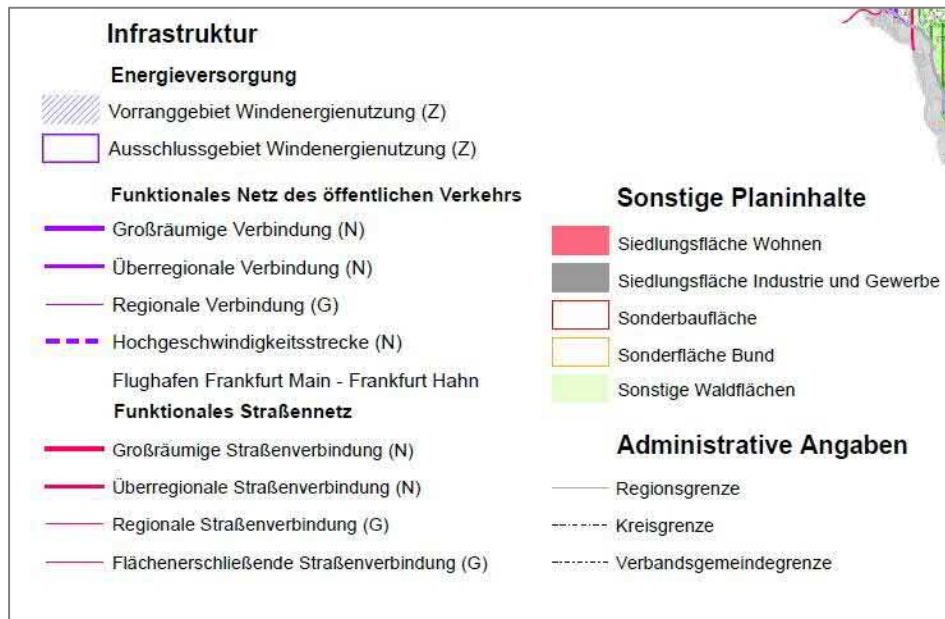 Infrastruktur
Energieversorgung
Vorranggebiet Windenergienutzung (Z)
Ausschlussgebiet Windenergienutzung (Z)
Funktionales Netz des öffentlichen Verkehrs
Großräumige Verbindung (N)
Überregionale Verbindung (N)
Regionale Verbindung (G)
Hochgeschwindigkeitsstrecke (N)
Flughafen Frankfurt Main - Frankfurt Hahn
Funktionales Straßennetz
Großräumige Straßenverbindung (N)
Überregionale Straßenverbindung (N)
Regionale Straßenverbindung (G)
Flächenerschließende Straßenverbindung (G)
Sonstige Planinhalte
Siedlungsfläche Wohnen
Siedlungsfläche Industrie und Gewerbe
Sonderbaufläche
Sonderfläche Bund
Sonstige Waldflächen
Administrative Angaben
Regionsgrenze
Kreisgrenze
Verbandsgemeindegrenze